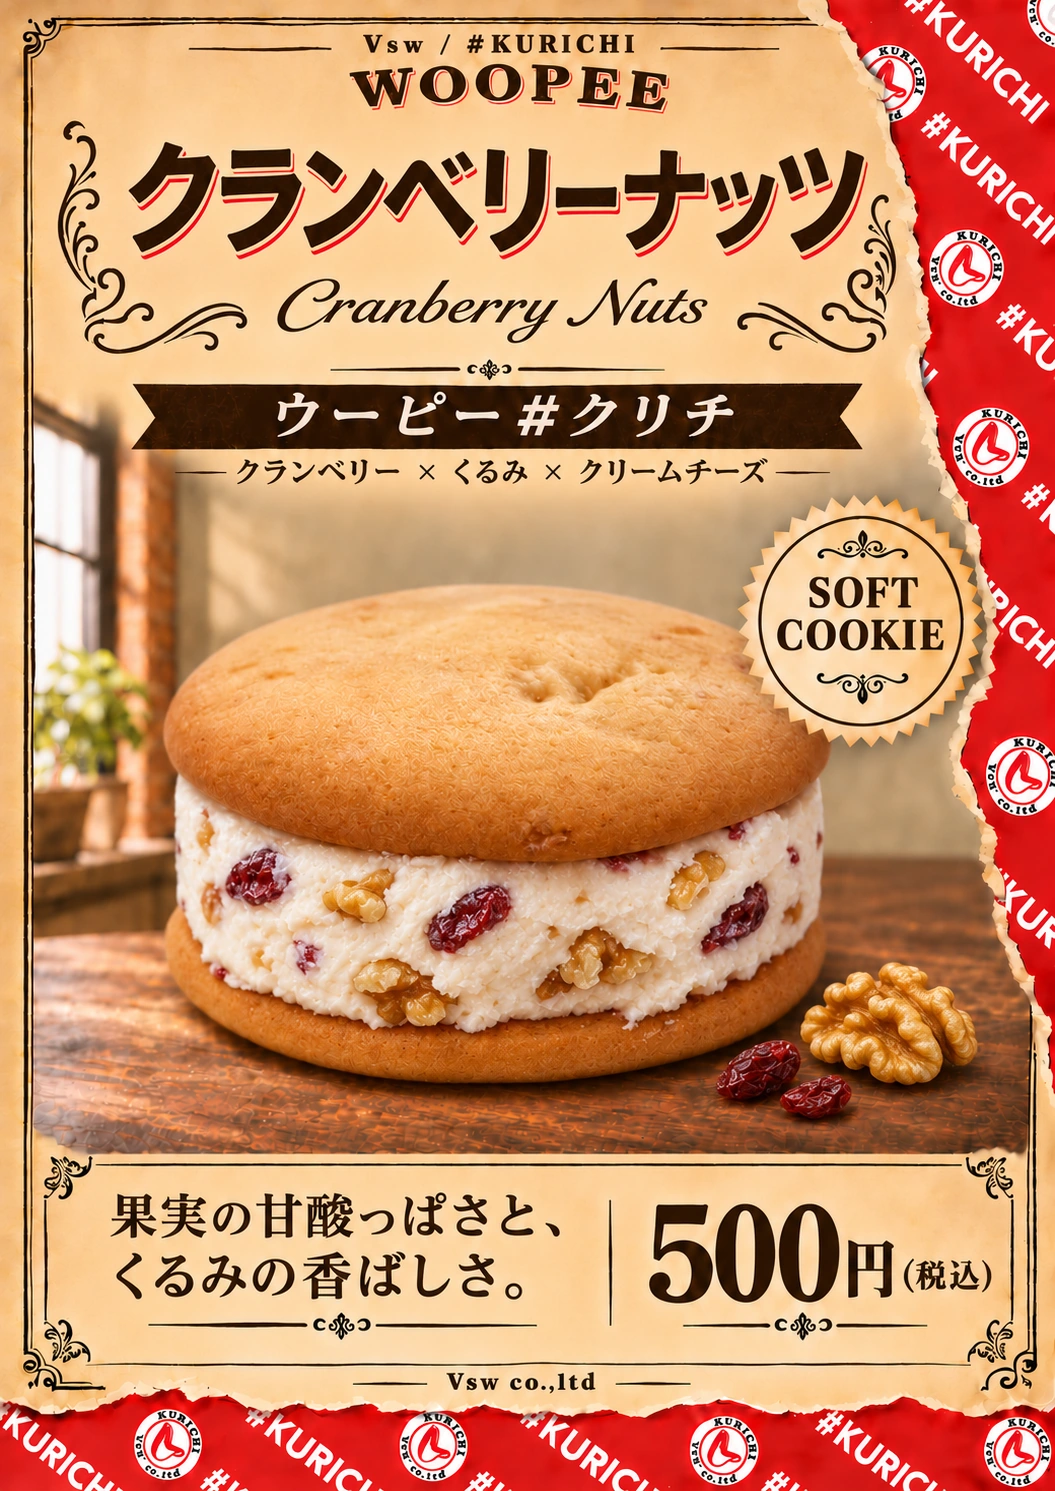 Vsw / #KURICHI
WOOPEE
クランベリーナッツ
Cranberry Nuts
ウーピー#クリチ
クランベリー × くるみ × クリームチーズ
SOFT
COOKIE
果実の甘酸っぱさと、
くるみの香ばしさ。
500円(税込)
Vsw co.,ltd
#KURICHI
#KURICHI
KURICHI
co.ltd